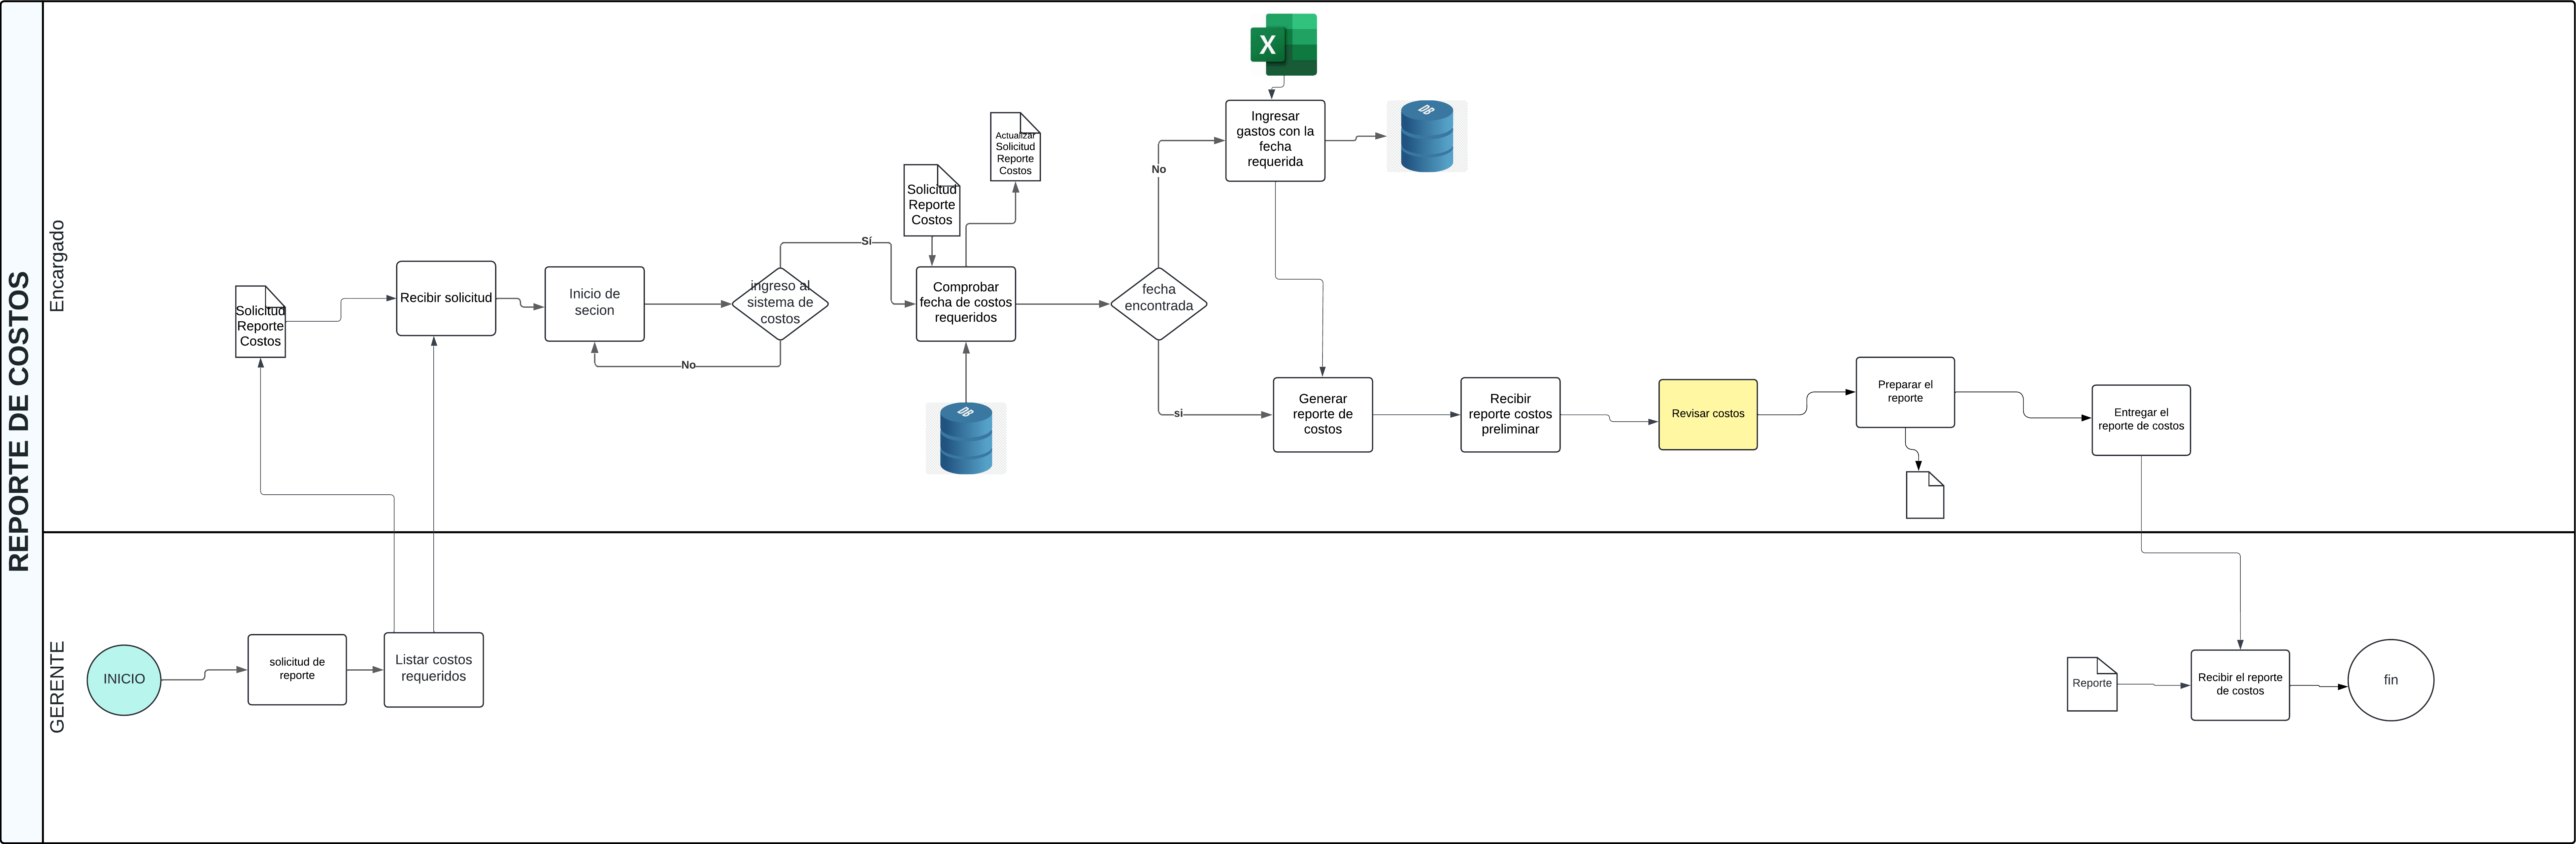 REPORTE DE COSTOS
Encargado
GERENTE
X
Ingresar
gastos con la
fecha
requerida
DB
Actualizar
Solicitud
Reporte
Costos
Solicitud
Reporte
Costos
No
Sí
Solicitud
Reporte
Costos
Recibir solicitud
Inicio de
secion
ingreso al
sistema de
costos
No
Comprobar
fecha de costos
requeridos
DB
fecha
encontrada
si
Generar
reporte de
costos
Recibir
reporte costos
preliminar
Revisar costos
Preparar el
reporte
Entregar el
reporte de costos
INICIO
solicitud de
reporte
Listar costos
requeridos
Reporte
Recibir el reporte
de costos
fin